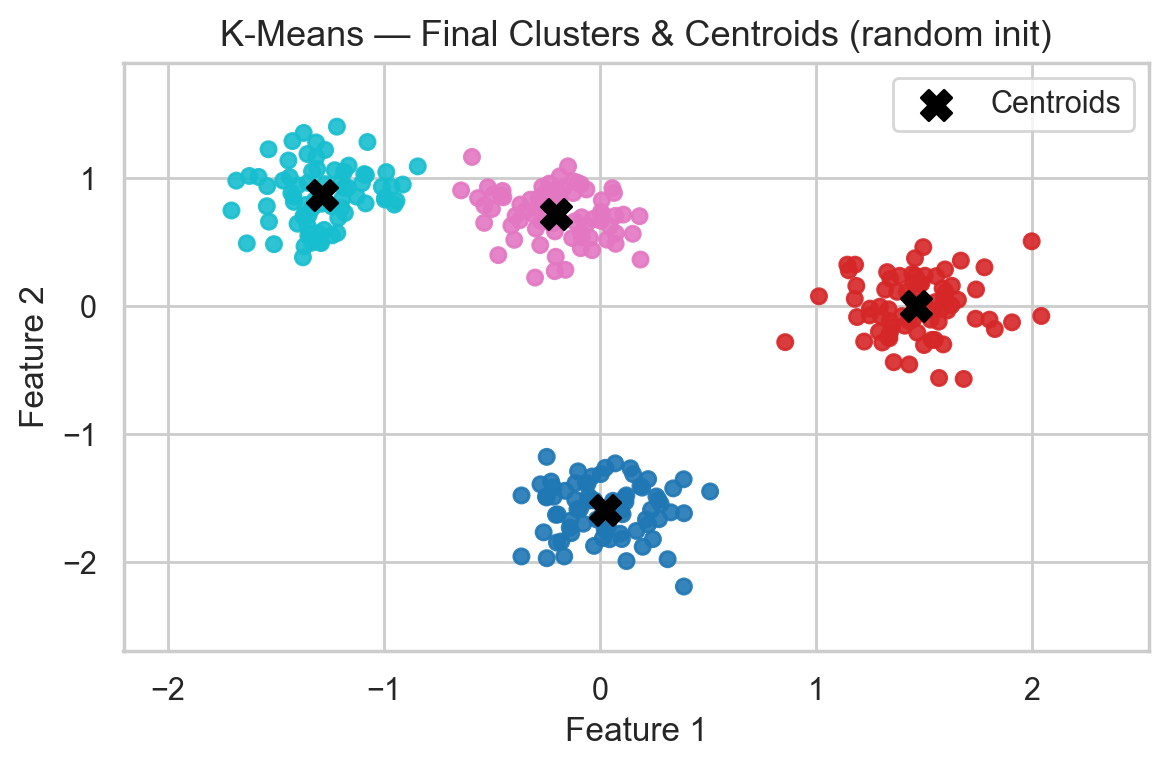 K-Means — Final Clusters & Centroids (random init)
Centroids
1
0
−1
−2
Feature 2
−2
−1
0
1
2
Feature 1